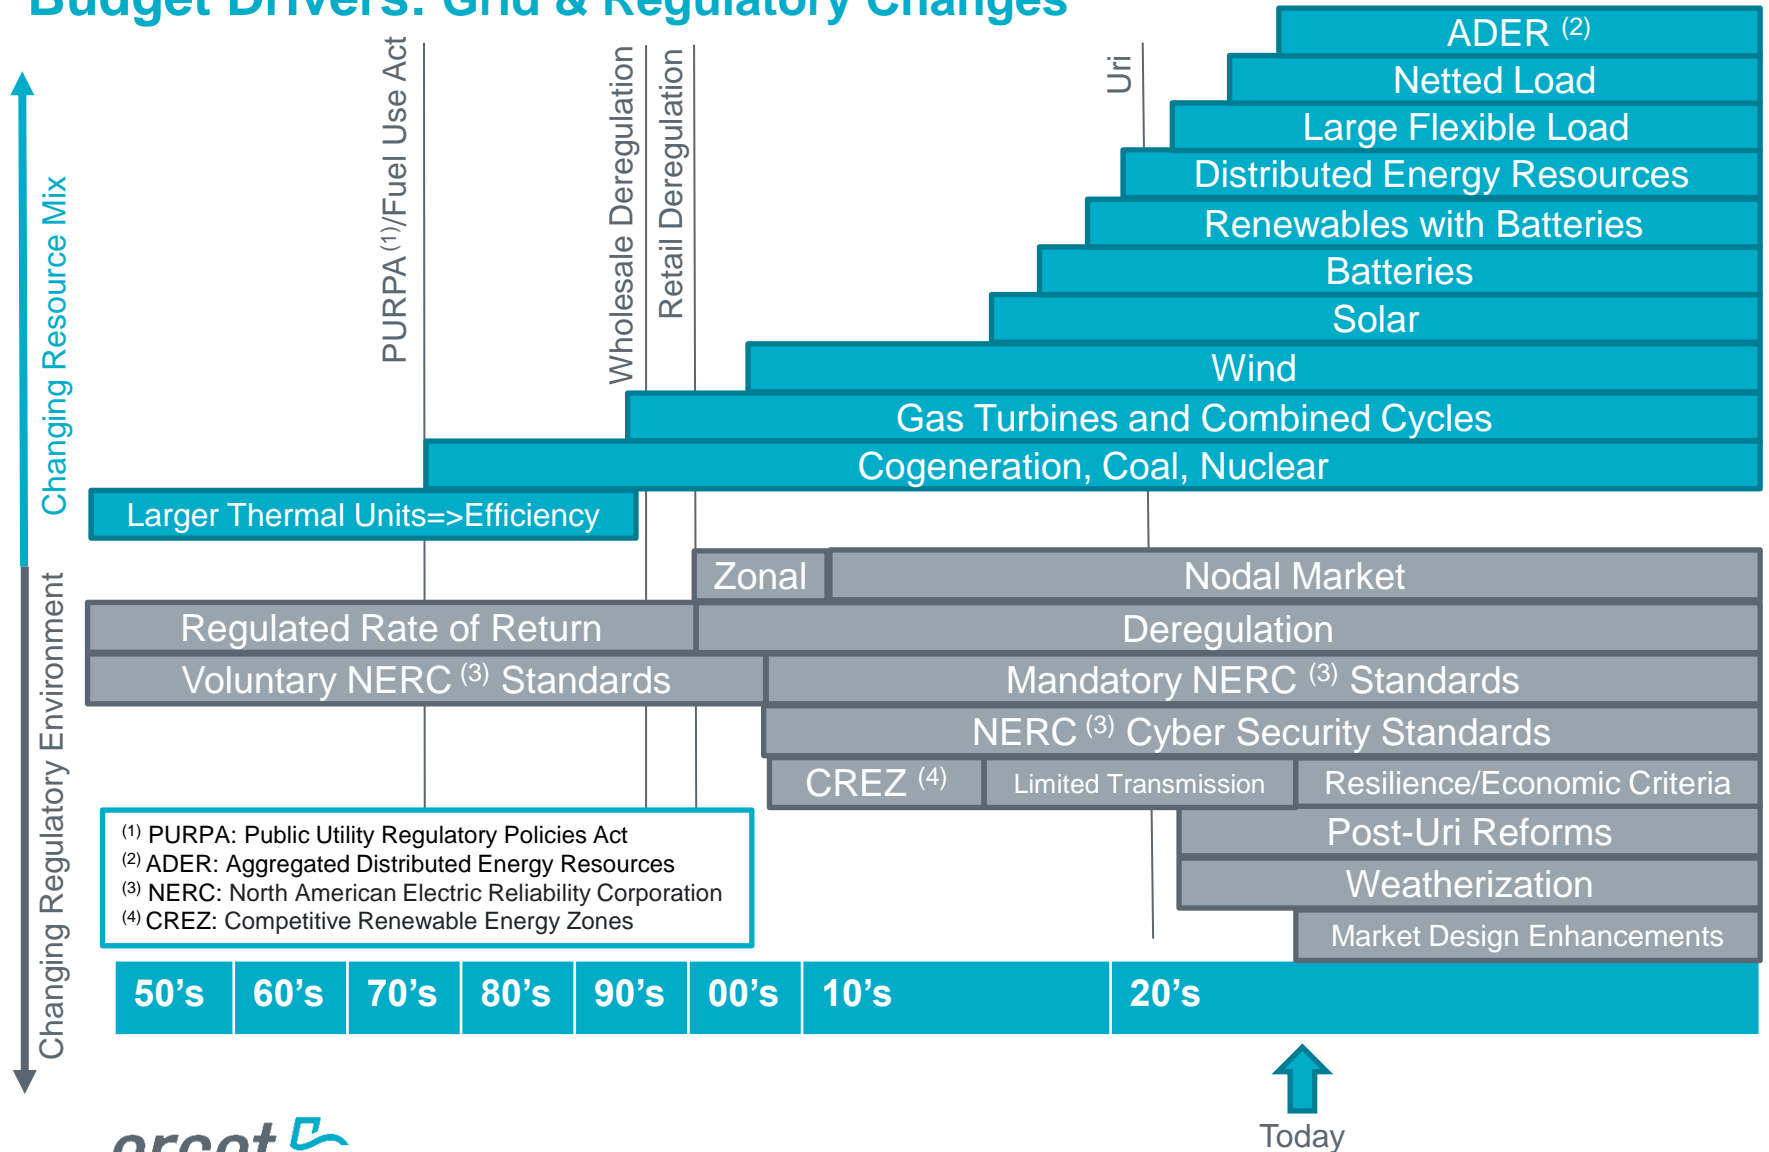 Budget Drivers: Grid & Regulatory Changes
Changing Resource Mix
Changing Regulatory Environment
PURPA (1)/Fuel Use Act
Wholesale Deregulation
Retail Deregulation
Uri
ADER (2)
Netted Load
Large Flexible Load
Distributed Energy Resources
Renewables with Batteries
Batteries
Solar
Wind
Gas Turbines and Combined Cycles
Cogeneration, Coal, Nuclear
Larger Thermal Units=>Efficiency
Zonal
Nodal Market
Regulated Rate of Return
Deregulation
Voluntary NERC (3) Standards
Mandatory NERC (3) Standards
NERC (3) Cyber Security Standards
CREZ (4)
Limited Transmission
Resilience/Economic Criteria
Post-Uri Reforms
Weatherization
Market Design Enhancements
(1) PURPA: Public Utility Regulatory Policies Act
(2) ADER: Aggregated Distributed Energy Resources
(3) NERC: North American Electric Reliability Corporation
(4) CREZ: Competitive Renewable Energy Zones
50's 60's 70's 80's 90's 00's 10's 20's
Today
ercot